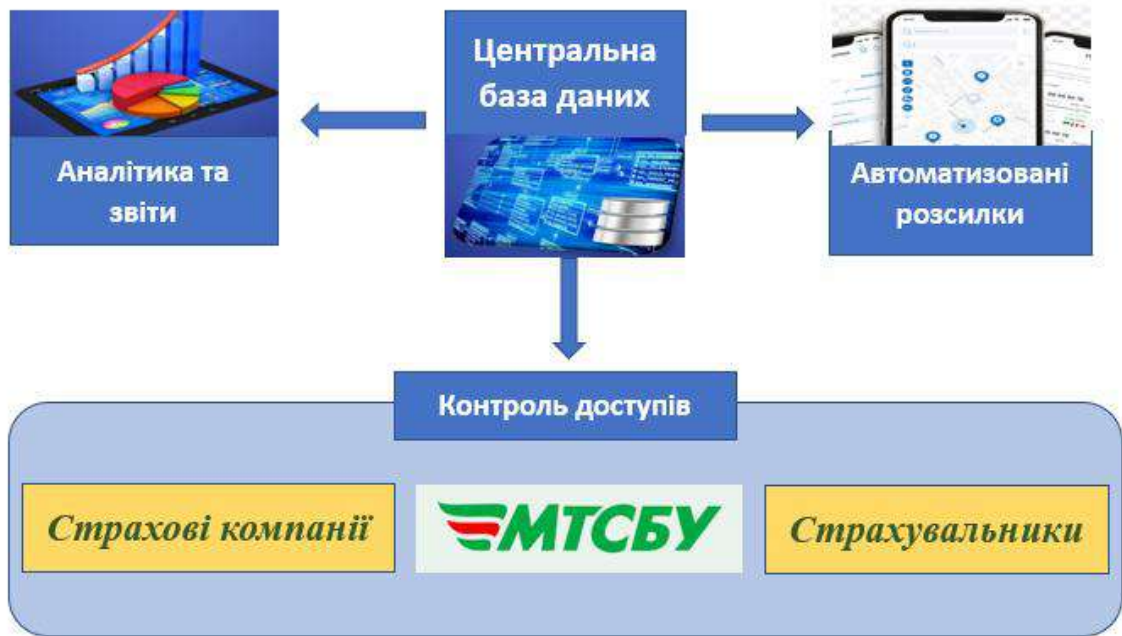 Центральна
база даних
Аналітика та
звіти
Автоматизовані
розсилки
Контроль доступів
Страхові компанії
МТСБУ
Страхувальники